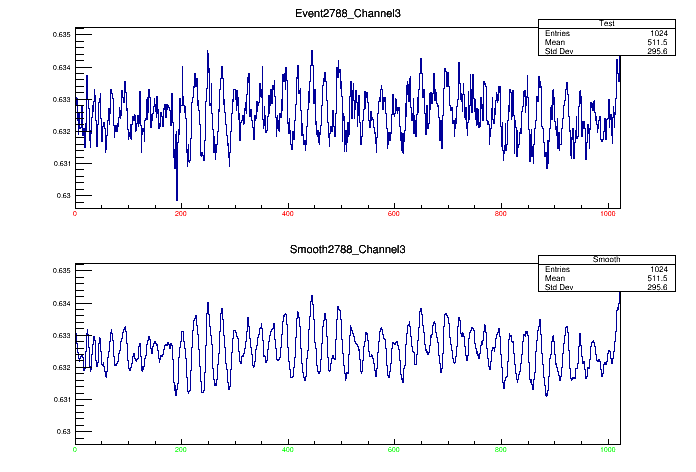 Event2788_Channel3
Test
Entries 1024
Mean 511.5
Std Dev 295.6
0.635
0.634
0.633
0.632
0.631
0.63
0 200 400 600 800 1000
Smooth2788_Channel3
Smooth
Entries 1024
Mean 511.5
Std Dev 295.6
0.635
0.634
0.633
0.632
0.631
0.63
0 200 400 600 800 1000